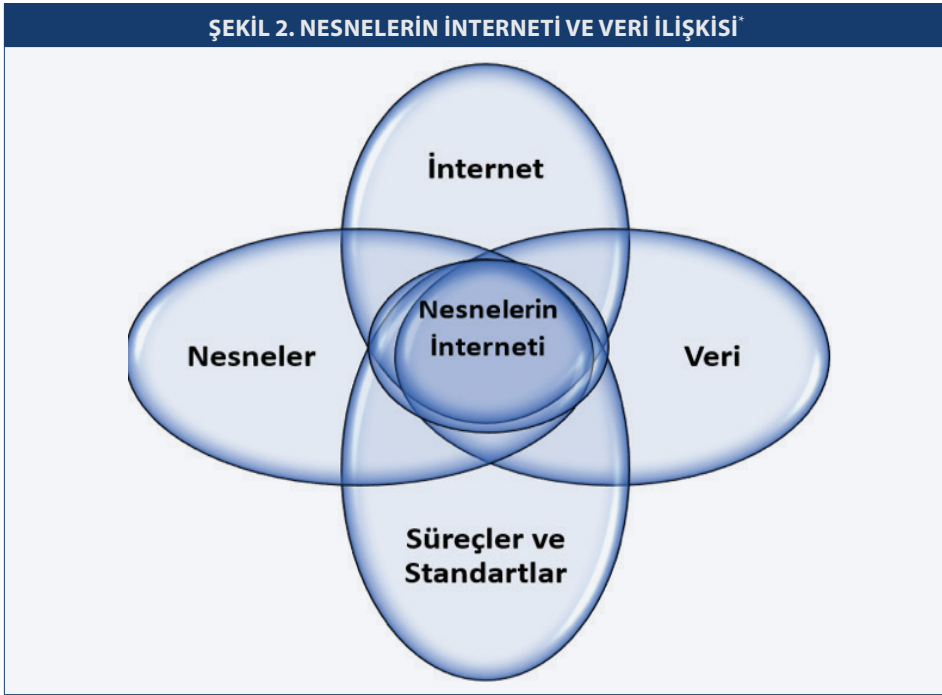 ŞEKİL 2. NESNELERİN İNTERNETİ VE VERİ İLİŞKİSİ*
İnternet
Nesnelerin
İnterneti
Nesneler
Veri
Süreçler ve
Standartlar